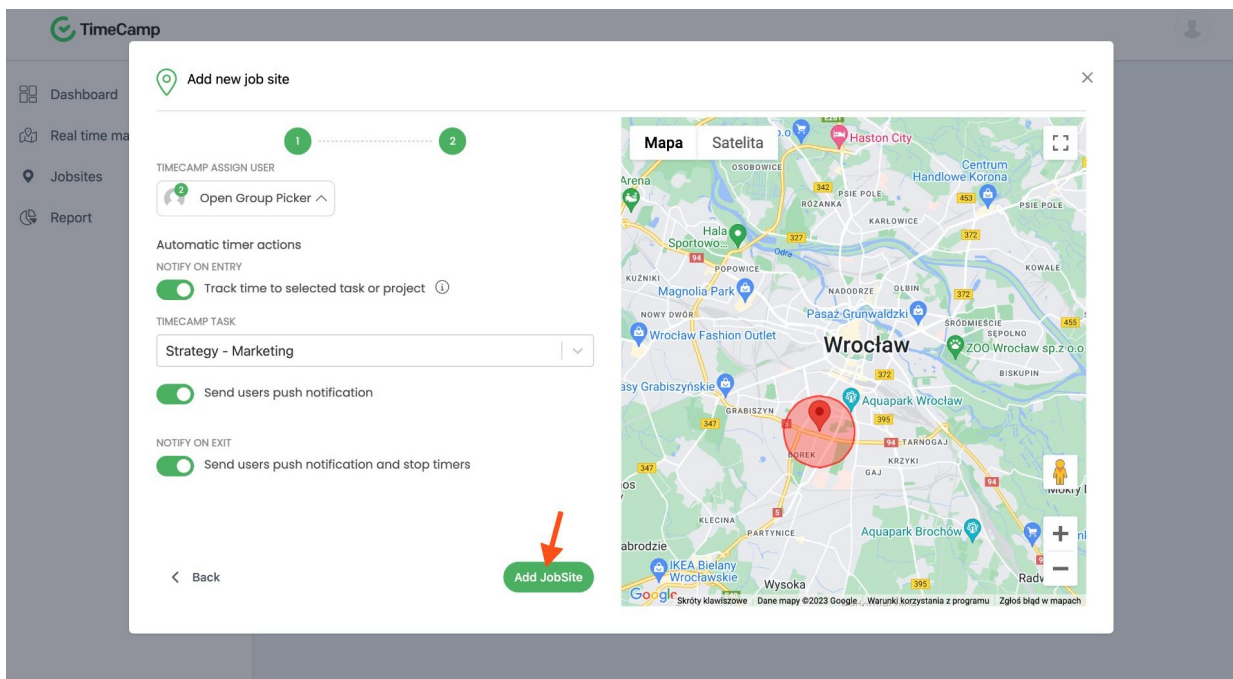 TimeCamp
Dashboard
Real time ma
Jobsites
Report
Add new job site
1
2
TIMECAMP ASSIGN USER
2
Open Group Picker
Automatic timer actions
NOTIFY ON ENTRY
Track time to selected task or project
TIMECAMP TASK
Strategy - Marketing
Send users push notification
NOTIFY ON EXIT
Send users push notification and stop timers
Back
Add JobSite
Mapa
Satelita
Haston City
OSOBOWICE
Centrum
Handlowe Korona
Arena
342
PSIE POLE
453
PSIE POLE
RÓŻANKA
KARŁOWICE
Hala
Sportowo...
327
372
Odra
94
POPOWICE
KOWALE
KUŹNIKI
Magnolia Park
NADODRZE
OŁBIN
372
NOWY DWÓR
Pasaż Grunwaldzki
ŚRÓDMIEŚCIE
455
SĘPOLNO
Wrocław Fashion Outlet
Wrocław
ZOO Wrocław sp.z o.o
372
BISKUPIN
asy Grabiszyńskie
Aquapark Wrocław
GRABISZYN
347
5
395
94
TARNOGAJ
BOREK
KRZYKI
347
GAJ
94
os
Mokry
KLECINA
5
PARTYNICE
Aquapark Brochów
abrodzie
IKEA Bielany
Wrocławskie
Wysoka
395
Radw
Google
Skróty klawiszowe
Dane mapy ©2023 Google
Warunki korzystania z programu
Zgłoś błąd w mapach